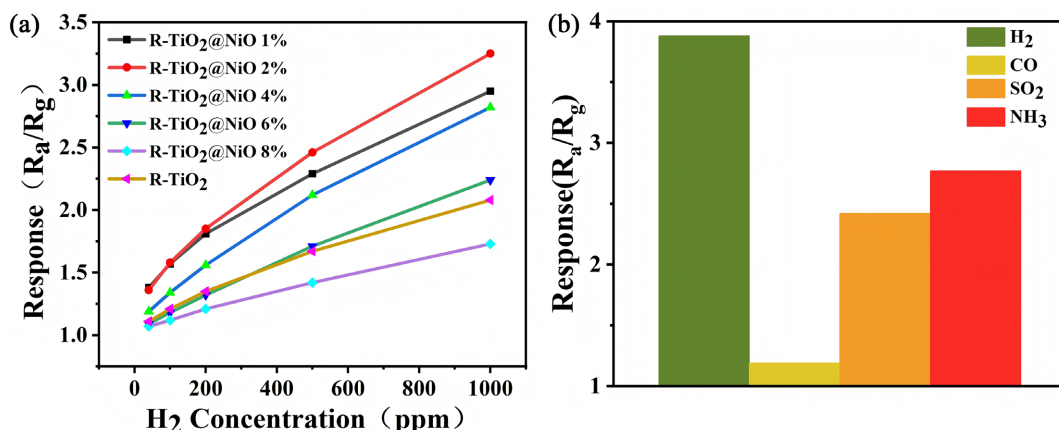 (a)
R-TiO2@NiO 1%
R-TiO2@NiO 2%
R-TiO2@NiO 4%
R-TiO2@NiO 6%
R-TiO2@NiO 8%
R-TiO2
Response（Ra/Rg）
3.5
3.0
2.5
2.0
1.5
1.0
0 200 400 600 800 1000
H2 Concentration（ppm）
(b)
H2
CO
SO2
NH3
Response(Ra/Rg)
4
3
2
1